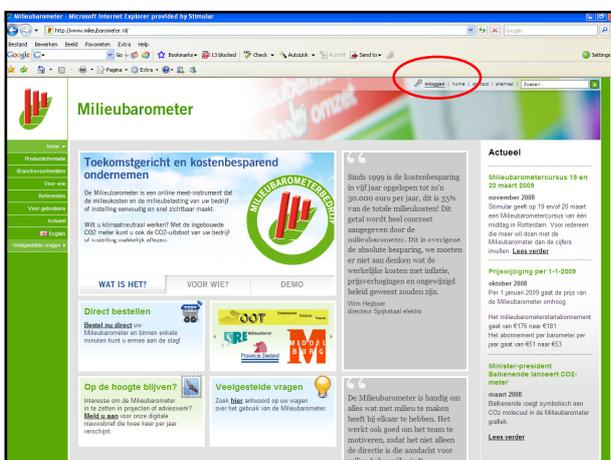 Milieubarometer - Microsoft Internet Explorer provided by Stimular
http://www.milieubarometer.nl/
Google
Bestand Bewerken Beeld Favorieten Extra Help
Google G Go Bookmarks 13 blocked Check AutoLink Send to Settings
Pagina Extra
inloggen | home | contact | sitemap | Zoeken
Milieubarometer
home
Productinformatie
Branchevoorbeelden
Voor wie
Referenties
Voor gebruikers
Actueel
English
Veelgestelde vragen
Toekomstgericht en kostenbesparend
ondernemen
De Milieubarometer is een online meet-instrument dat
de milieukosten en de milieubelasting van uw bedrijf
of instelling eenvoudig en snel zichtbaar maakt.
Wilt u klimaatneutraal werken? Met de ingebouwde
CO2 meter kunt u ook de CO2-uitstoot van uw bedrijf
of instelling makkelijk aflezen.
MILIEUBAROMETERBEDRIJF
WAT IS HET? VOOR WIE? DEMO
Direct bestellen
Bestel nu direct uw
Milieubarometer en binnen enkele
minuten kunt u ermee aan de slag!
Provincie Zeeland
MIDDELBURG
Op de hoogte blijven?
Interesse om de Milieubarometer
in te zetten in projecten of advieswerk?
Meld u aan voor onze digitale
nieuwsbrief die twee keer per jaar
verschijnt.
Veelgestelde vragen
Zoek hier antwoord op uw vragen
over het gebruik van de Milieubarometer.
Sinds 1999 is de kostenbesparing
in vijf jaar opgelopen tot zo'n
30.000 euro per jaar, dit is 35%
van de totale milieukosten! Dit
getal wordt heel concreet
aangegeven door de
milieubarometer. Dit is overigens
de absolute besparing, we moeten
er niet aan denken wat de
werkelijke kosten met inflatie,
prijsverhogingen en ongewijzigd
beleid geweest zouden zijn.
Wim Heijboer
directeur Spijkstaal elektro
De Milieubarometer is handig om
alles wat met milieu te maken
heeft bij elkaar te hebben. Het
werkt ook goed om het team te
motiveren, zodat het niet alleen
de directie is die aandacht voor
Actueel
Milieubarometercursus 19 en
20 maart 2009
november 2008
Stimular geeft op 19 en/of 20 maart
een Milieubarometercursus van één
middag in Rotterdam. Voor iedereen
die meer wil doen met de
Milieubarometer dan de cijfers
invullen. Lees verder
Prijswijziging per 1-1-2009
oktober 2008
Per 1 januari 2009 gaat de prijs van
de Milieubarometer omhoog.
Het milieubarometerstartabonnement
gaat van €176 naar €181
Het abonnement per barometer per
jaar gaat van €51 naar €53
Minister-president
Balkenende lanceert CO2-
meter
maart 2008
Balkenende voegt symbolisch een
CO2 molecuul in de Milieubarometer
grafiek.
Lees verder